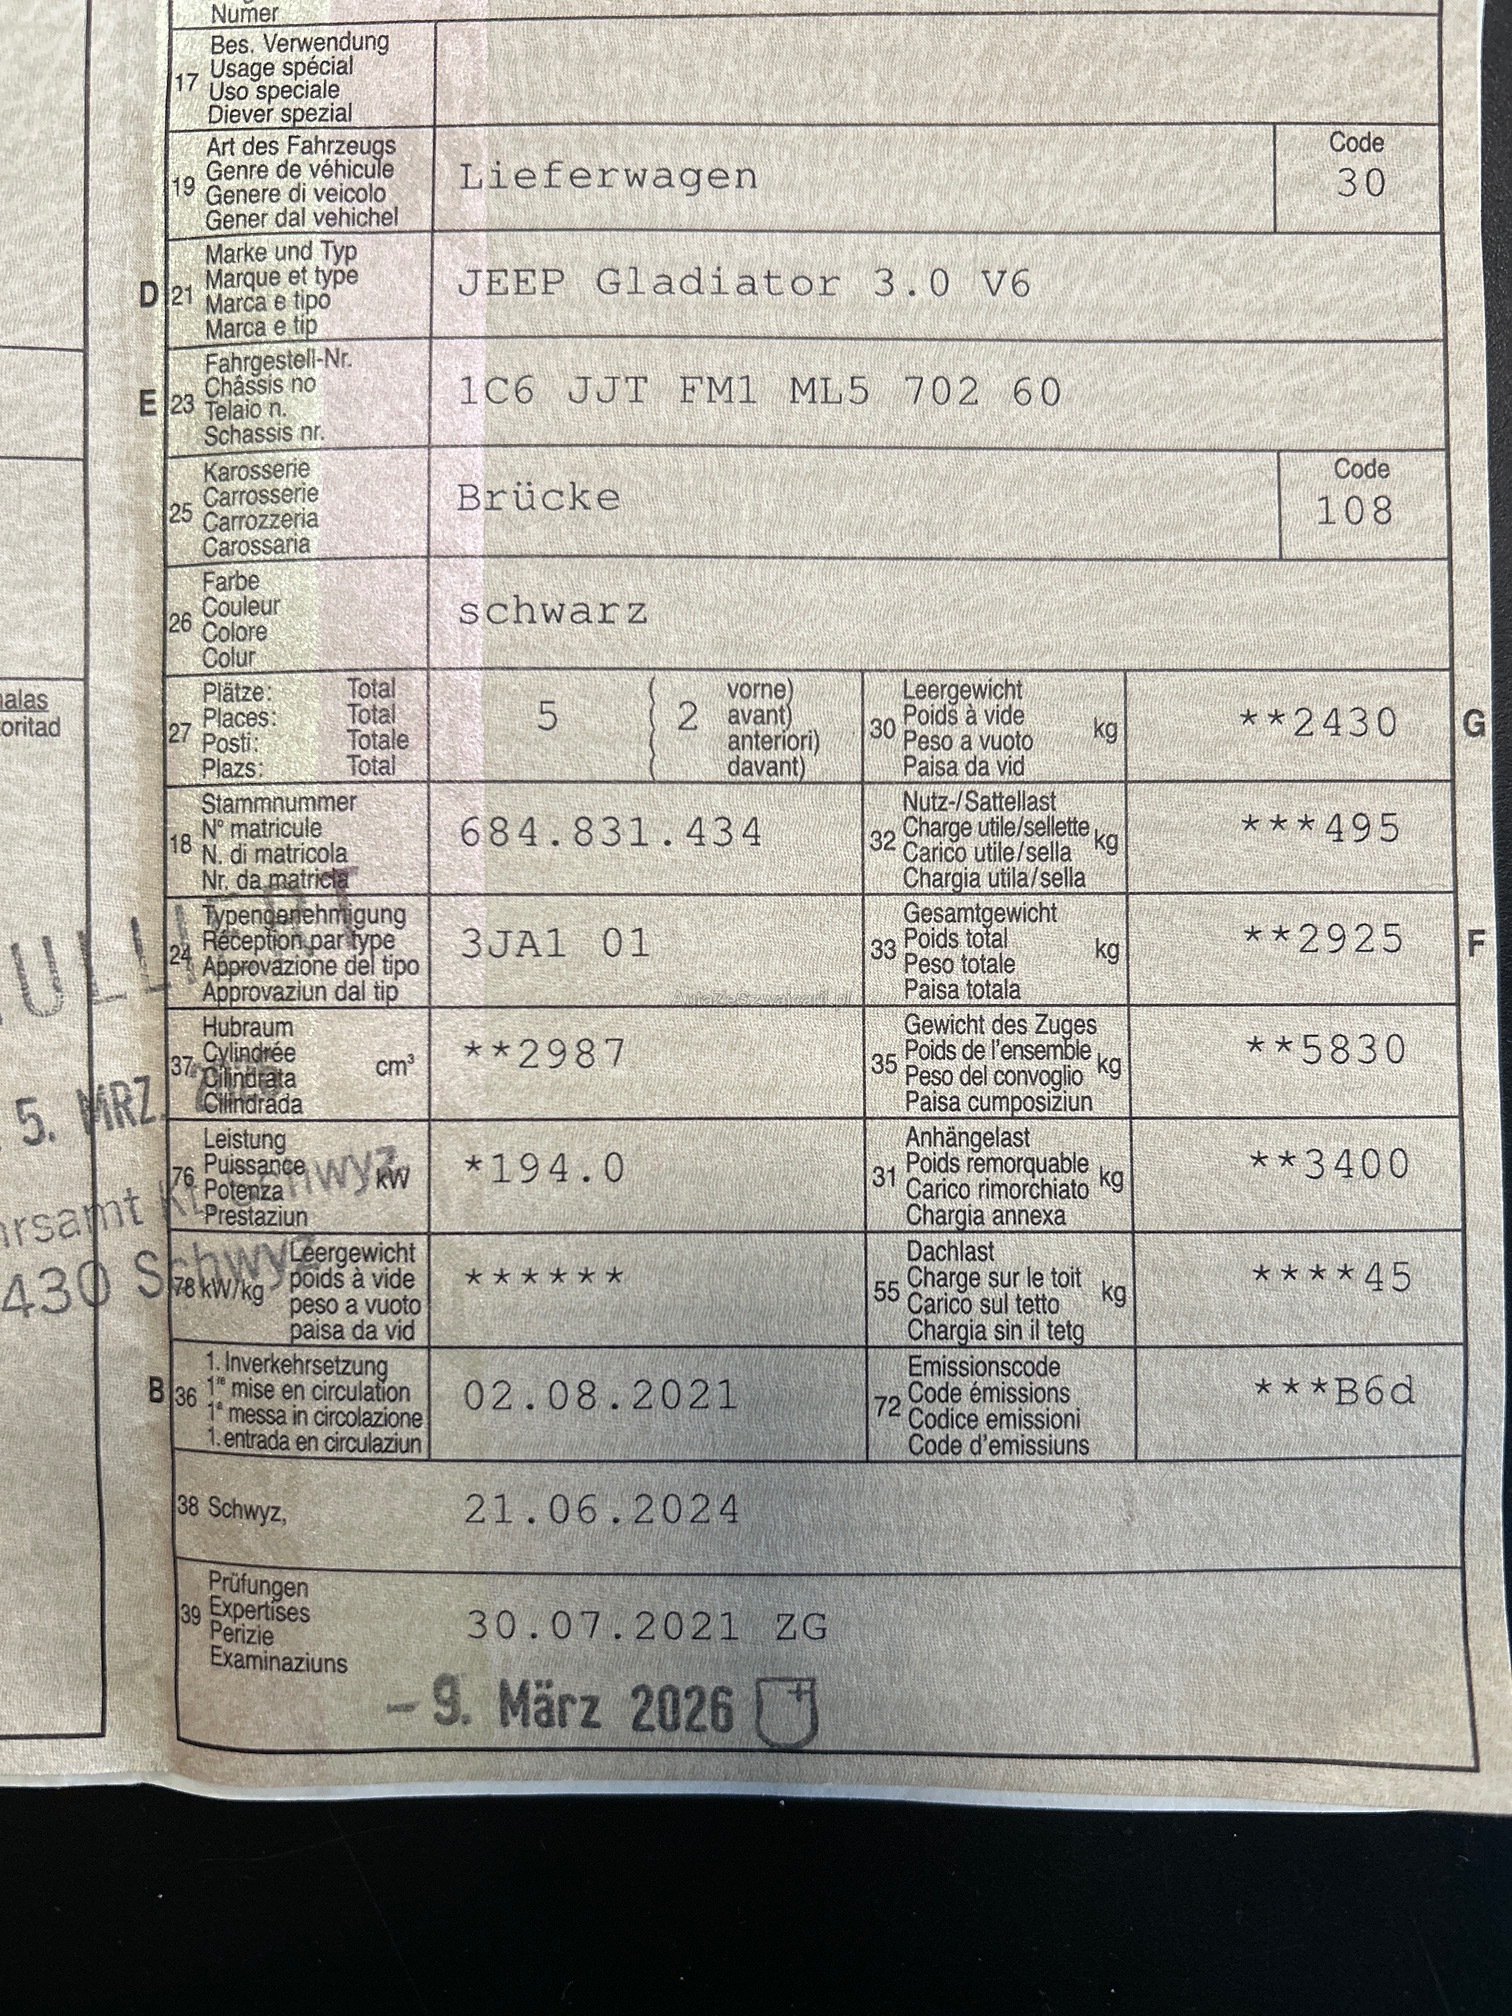 Numer
17 Bes. Verwendung
Usage spécial
Uso speciale
Diever spezial
19 Art des Fahrzeugs
Genre de véhicule
Genere di veicolo
Gener dal vehichel
Lieferwagen
Code
30
D 21 Marke und Typ
Marque et type
Marca e tipo
Marca e tip
JEEP Gladiator 3.0 V6
E 23 Fahrgestell-Nr.
Châssis no
Telaio n.
Schassis nr.
1C6 JJT FM1 ML5 702 60
25 Karosserie
Carrosserie
Carrozzeria
Carossaria
Brücke
Code
108
26 Farbe
Couleur
Colore
Colur
schwarz
27 Plätze: Total
Places: Total
Posti: Totale
Plazs: Total
5 ( 2 vorne)
avant)
( anteriori)
( davant)
30 Leergewicht
Poids à vide
Peso a vuoto
Paisa da vid
kg
**2430
G
18 Stammnummer
N° matricule
N. di matricola
Nr. da matricla
684.831.434
32 Nutz-/Sattellast
Charge utile/sellette
Carico utile/sella
Chargia utila/sella
kg
***495
24 Typengenehmigung
Réception par type
Approvazione del tipo
Approvaziun dal tip
3JA1 01
33 Gesamtgewicht
Poids total
Peso totale
Paisa totala
kg
**2925
F
37 Hubraum
Cylindrée
Cilindrata
Cilindrada
cm³
**2987
35 Gewicht des Zuges
Poids de l'ensemble
Peso del convoglio
Paisa cumposiziun
kg
**5830
76 Leistung
Puissance
Potenza
Prestaziun
kW
*194.0
31 Anhängelast
Poids remorquable
Carico rimorchiato
Chargia annexa
kg
**3400
78 kW/kg Leergewicht
poids à vide
peso a vuoto
paisa da vid
******
55 Dachlast
Charge sur le toit
Carico sul tetto
Chargia sin il tetg
kg
****45
B 36 1. Inverkehrsetzung
1re mise en circulation
1a messa in circolazione
1. entrada en circulaziun
02.08.2021
72 Emissionscode
Code émissions
Codice emissioni
Code d'emissiuns
***B6d
38 Schwyz,
21.06.2024
39 Prüfungen
Expertises
Perizie
Examinaziuns
30.07.2021 ZG
- 9. März 2026
alas
oritad
ULLIERT
5. MRZ.
rsamt Kt. Schwyz
430 Schwyz
AutaZeSzwajcarii.pl